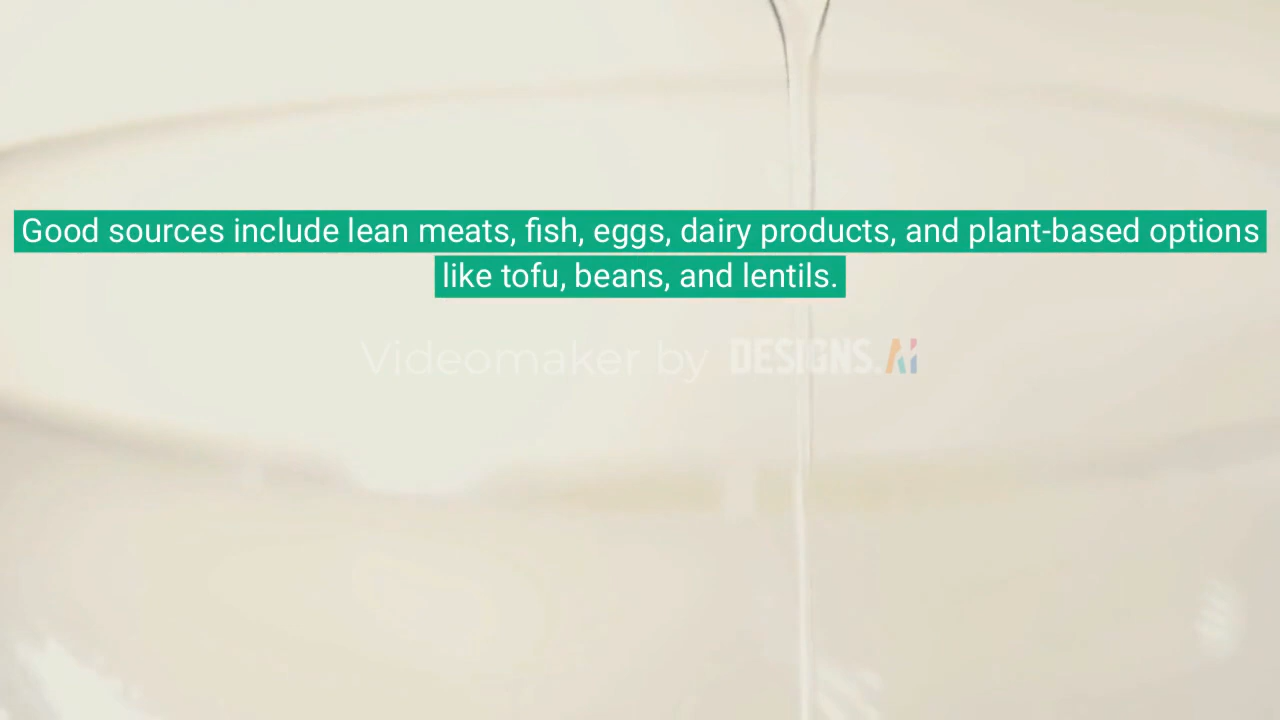 Good sources include lean meats, fish, eggs, dairy products, and plant-based options
like tofu, beans, and lentils.
Videomaker by DESIGNS.AI